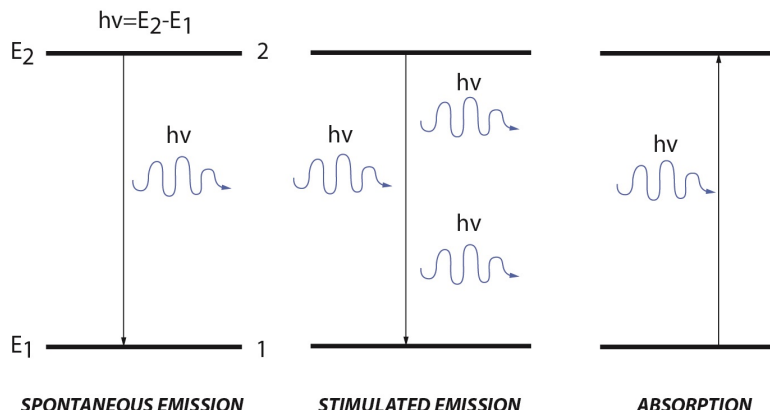 hv=E₂-E₁
E₂
2
hv
hv
hv
hv
hv
E₁
1
SPONTANEOUS EMISSION
STIMULATED EMISSION
ABSORPTION